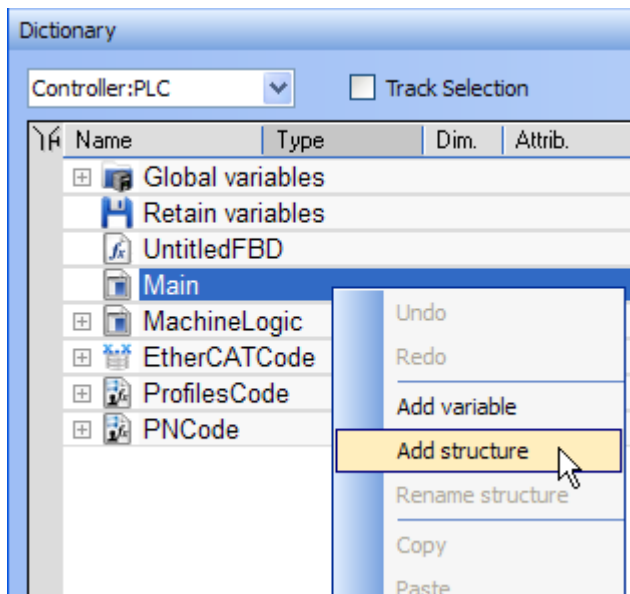 Dictionary
Controller:PLC Track Selection
Name Type Dim. Attrib.
Global variables
Retain variables
UntitledFBD
Main
MachineLogic
EtherCATCode
ProfilesCode
PNCode
Undo
Redo
Add variable
Add structure
Rename structure
Copy
Paste